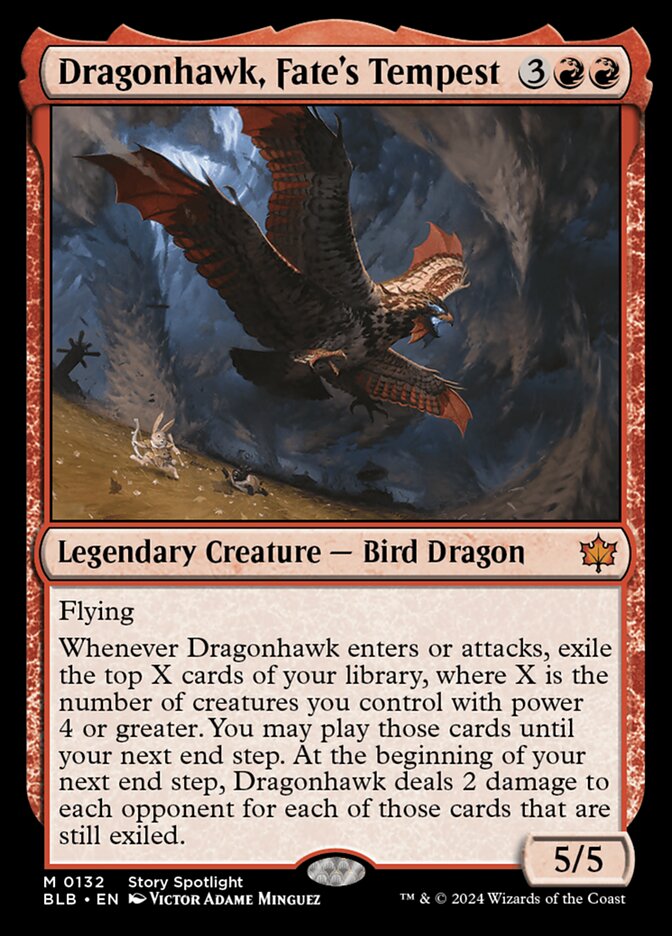 Dragonhawk, Fate's Tempest 3
Legendary Creature — Bird Dragon
Flying
Whenever Dragonhawk enters or attacks, exile
the top X cards of your library, where X is the
number of creatures you control with power
4 or greater. You may play those cards until
your next end step. At the beginning of your
next end step, Dragonhawk deals 2 damage to
each opponent for each of those cards that are
still exiled.
5/5
M 0132 Story Spotlight
BLB • EN Victor Adame Minguez
™ & © 2024 Wizards of the Coast